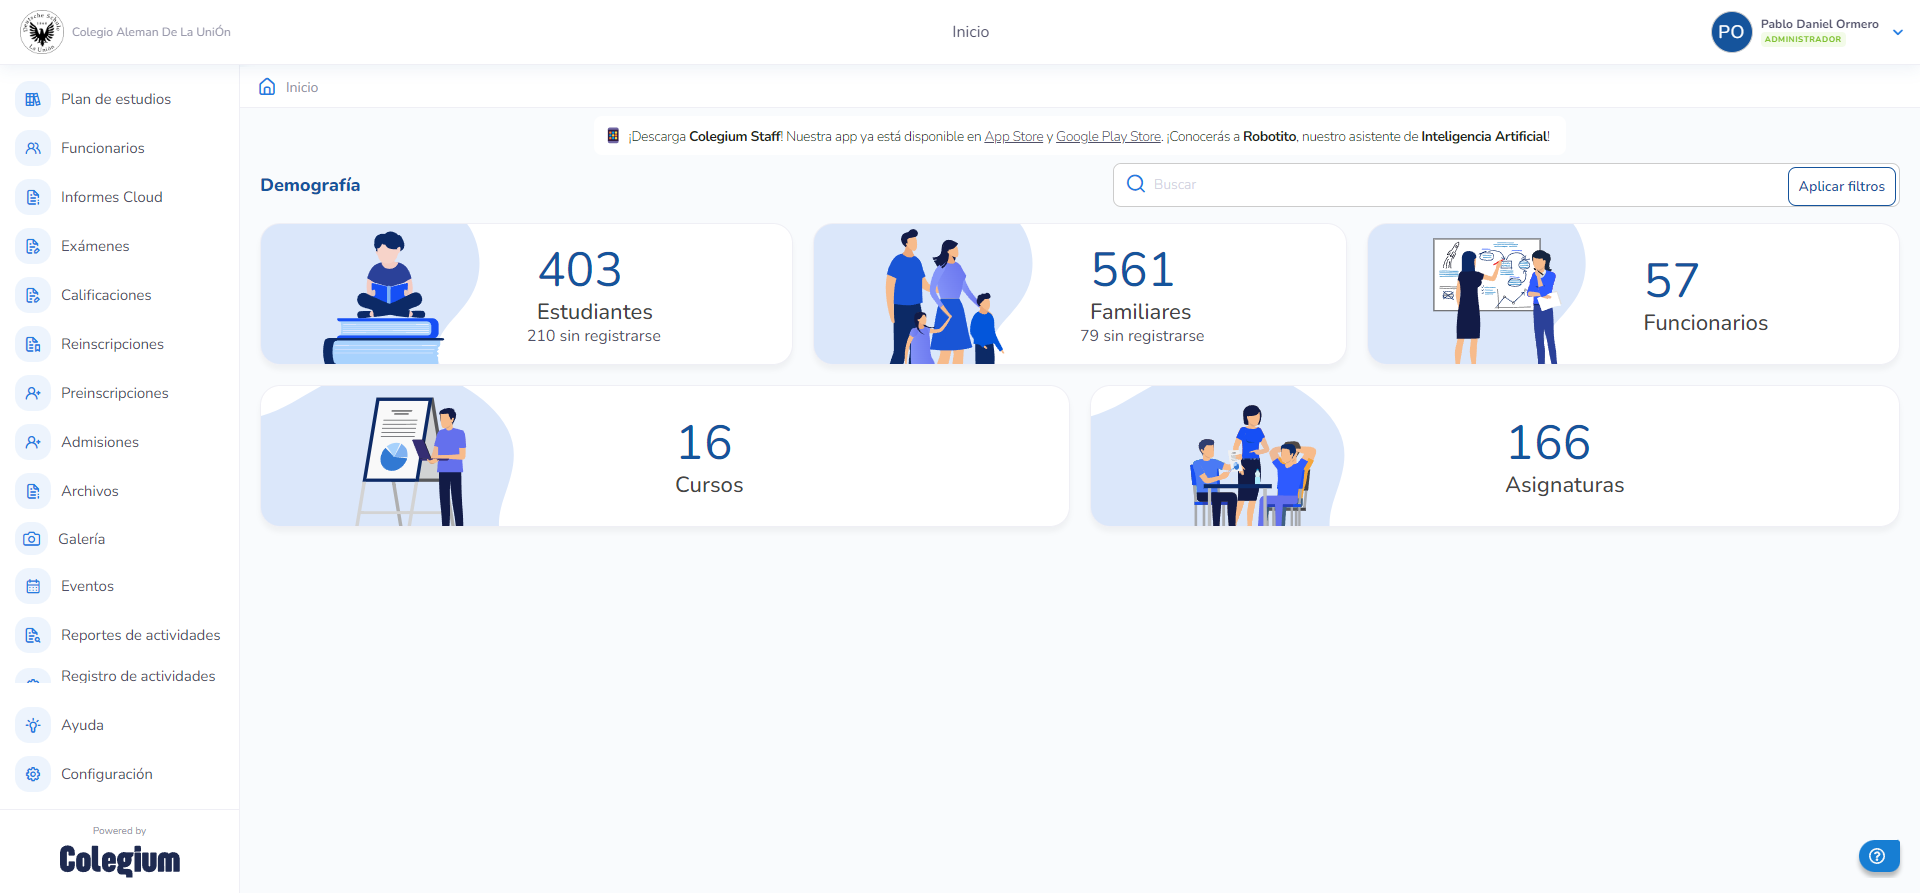 Deutsche Schule
La Unión
Colegio Aleman De La UniÓn
Inicio
PO
Pablo Daniel Ormero
ADMINISTRADOR
Plan de estudios
Funcionarios
Informes Cloud
Exámenes
Calificaciones
Reinscripciones
Preinscripciones
Admisiones
Archivos
Galería
Eventos
Reportes de actividades
Registro de actividades
Ayuda
Configuración
Powered by
Colegium
Inicio
¡Descarga Colegium Staff! Nuestra app ya está disponible en App Store y Google Play Store. ¡Conocerás a Robotito, nuestro asistente de Inteligencia Artificial!
Demografía
Buscar
Aplicar filtros
403
Estudiantes
210 sin registrarse
561
Familiares
79 sin registrarse
57
Funcionarios
16
Cursos
166
Asignaturas